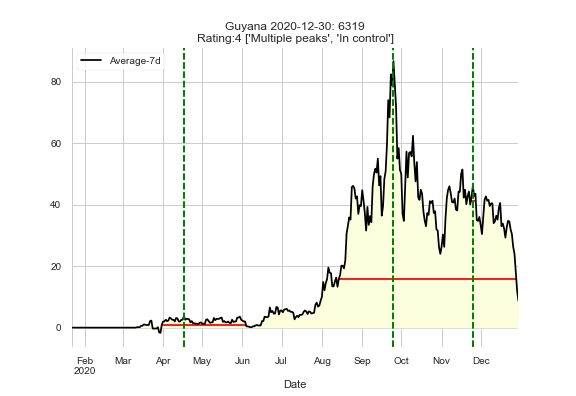 Guyana 2020-12-30: 6319
Rating:4 ['Multiple peaks', 'In control']
Average-7d
80
60
40
20
0
Feb Mar Apr May Jun Jul Aug Sep Oct Nov Dec
2020
Date